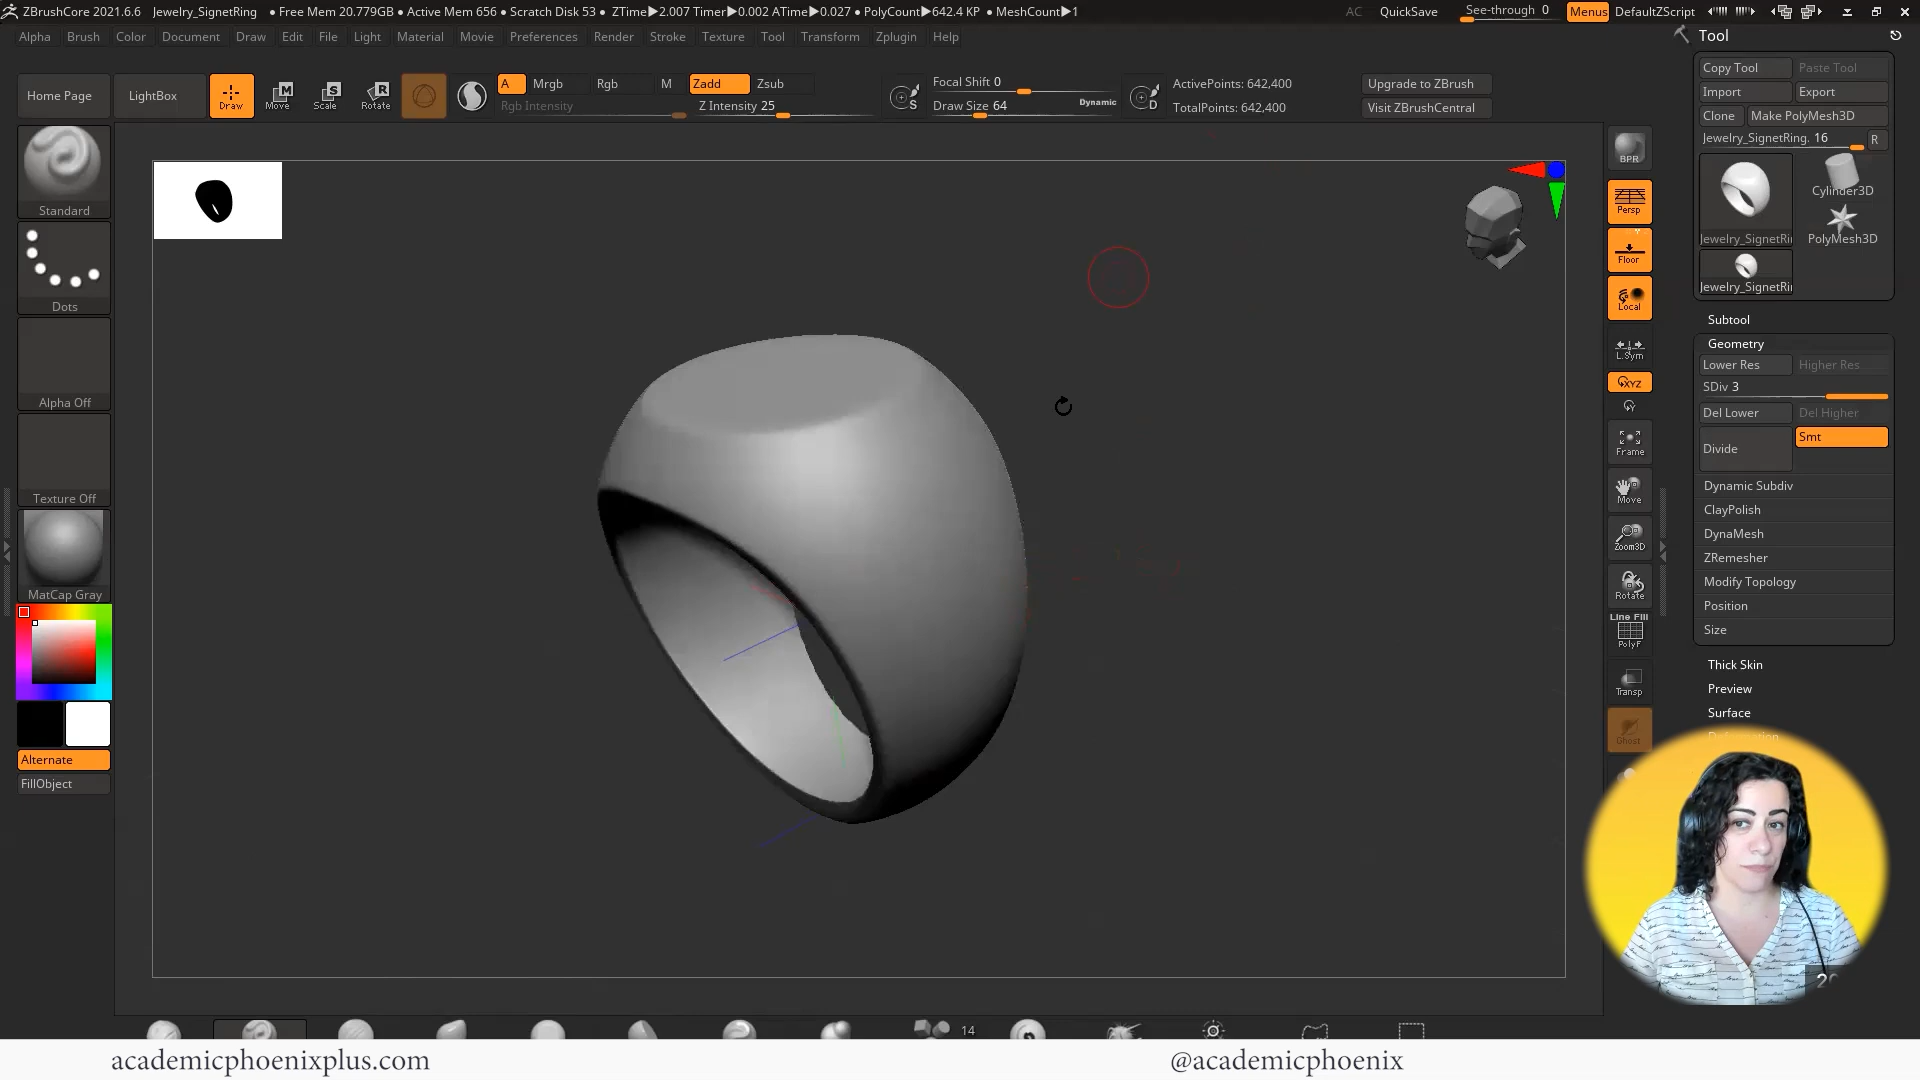 ZBrushCore 2021.6.6 Jewelry_SignetRing • Free Mem 20.779GB • Active Mem 656 • Scratch Disk 53 • ZTime▶2.007 Timer▶0.002 ATime▶0.027 • PolyCount▶642.4 KP • MeshCount▶1 AC QuickSave See-through 0 Menus DefaultZScript
Alpha Brush Color Document Draw Edit File Light Material Movie Preferences Render Stroke Texture Tool Transform Zplugin Help
Home Page LightBox Draw Move Scale Rotate
A Mrgb Rgb M Zadd Zsub
Rgb Intensity Z Intensity 25
Focal Shift 0
Draw Size 64 Dynamic
ActivePoints: 642,400
TotalPoints: 642,400
Upgrade to ZBrush
Visit ZBrushCentral
Standard
Dots
Alpha Off
Texture Off
MatCap Gray
Alternate
FillObject
BPR
Persp
Floor
Local
L.Sym
XYZ
Y
Frame
Move
Zoom3D
Rotate
Line Fill
PolyF
Transp
Ghost
Tool
Copy Tool Paste Tool
Import Export
Clone Make PolyMesh3D
Jewelry_SignetRing. 16 R
Cylinder3D
Jewelry_SignetRi PolyMesh3D
Jewelry_SignetRi
Subtool
Geometry
Lower Res Higher Res
SDiv 3
Del Lower Del Higher
Divide Smt
Dynamic Subdiv
ClayPolish
DynaMesh
ZRemesher
Modify Topology
Position
Size
Thick Skin
Preview
Surface
14
academicphoenixplus.com @academicphoenix